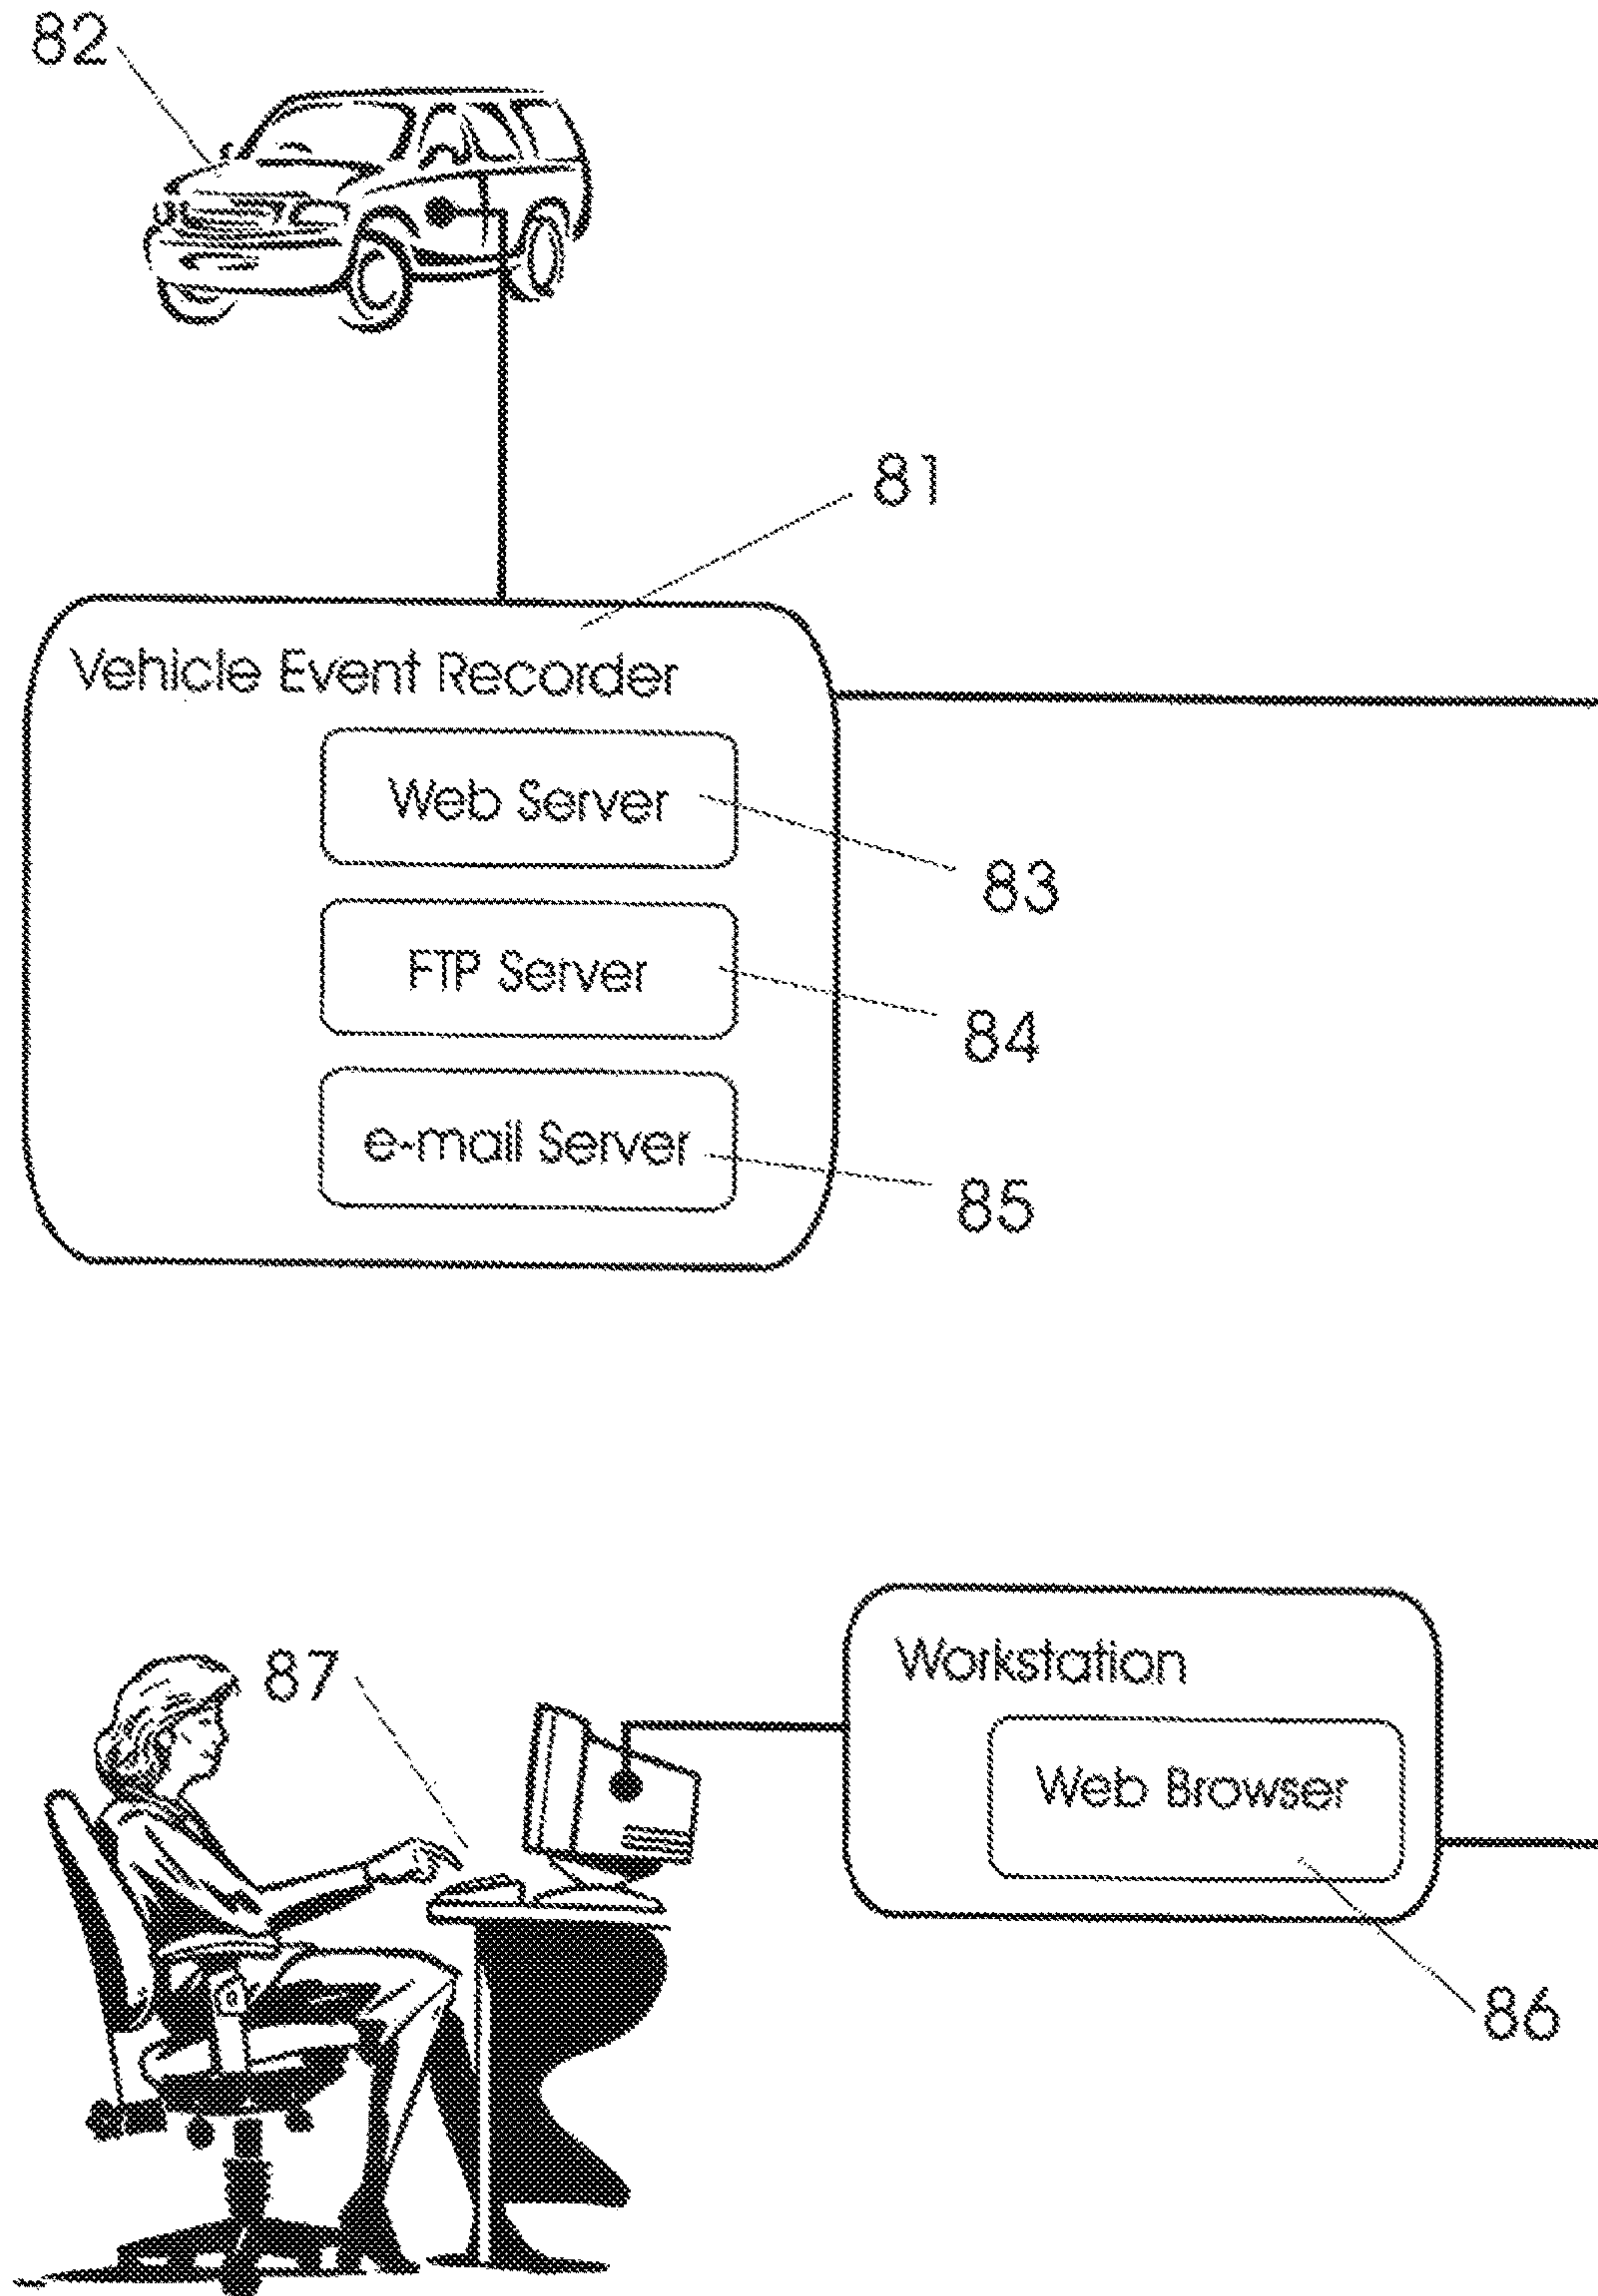 82
81
Vehicle Event Recorder
Web Server
83
FTP Server
84
e-mail Server
85
87
Workstation
Web Browser
86